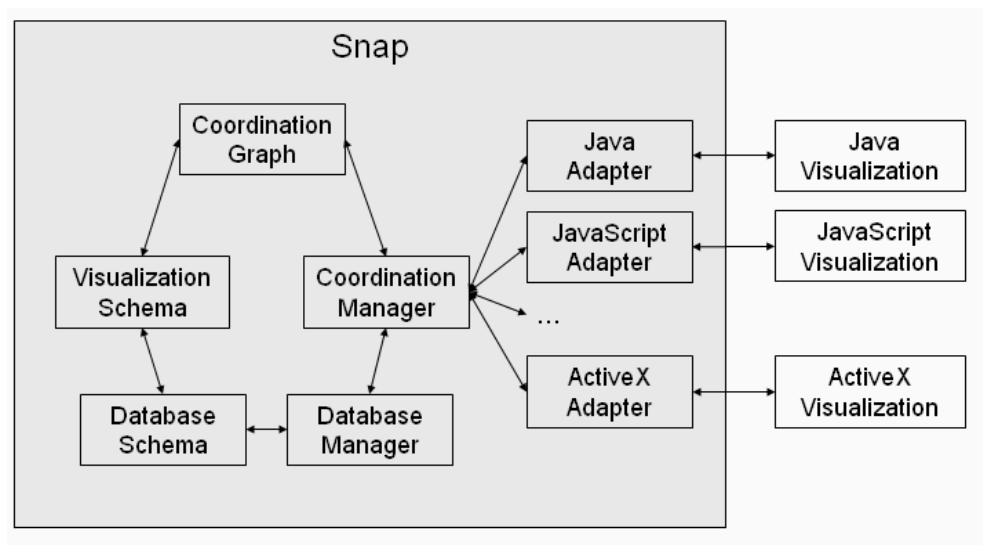 Snap
Coordination
Graph
Java
Adapter
Java
Visualization
JavaScript
Adapter
JavaScript
Visualization
Visualization
Schema
Coordination
Manager
...
ActiveX
Adapter
ActiveX
Visualization
Database
Schema
Database
Manager